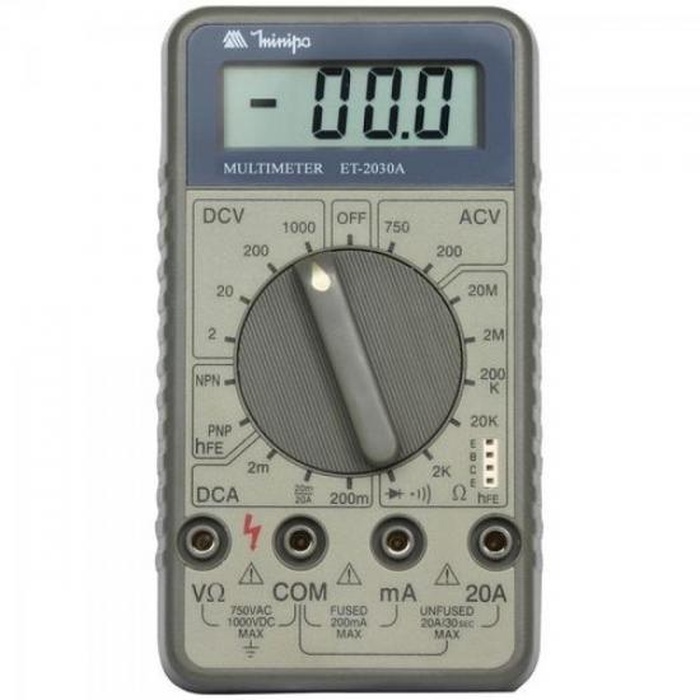 minipa
- 00.0
MULTIMETER ET-2030A
DCV 1000 OFF 750 ACV
200 200
20 20M
2 2M
NPN 200
K
PNP 20K
hFE
E
B
C
E
2m 2K
DCA 20m
20A 200m Ω hFE
VΩ COM mA 20A
750VAC FUSED UNFUSED
1000VDC 200mA 20A/30SEC
MAX MAX MAX